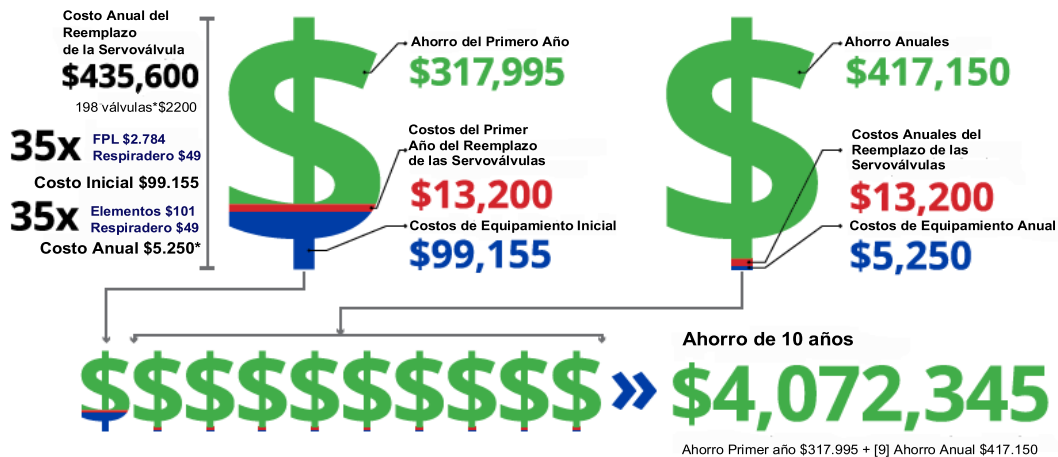 Costo Anual del
Reemplazo
de la Servoválvula
$435,600
198 válvulas*$2200
35x
FPL $2.784
Respiradero $49
Costo Inicial $99.155
35x
Elementos $101
Respiradero $49
Costo Anual $5.250*
Ahorro del Primero Año
$317,995
Costos del Primer
Año del Reemplazo
de las Servoválvulas
$13,200
Costos de Equipamiento Inicial
$99,155
Ahorro Anuales
$417,150
Costos Anuales del
Reemplazo de las
Servoválvulas
$13,200
Costos de Equipamiento Anual
$5,250
Ahorro de 10 años
$4,072,345
Ahorro Primer año $317.995 + [9] Ahorro Anual $417.150